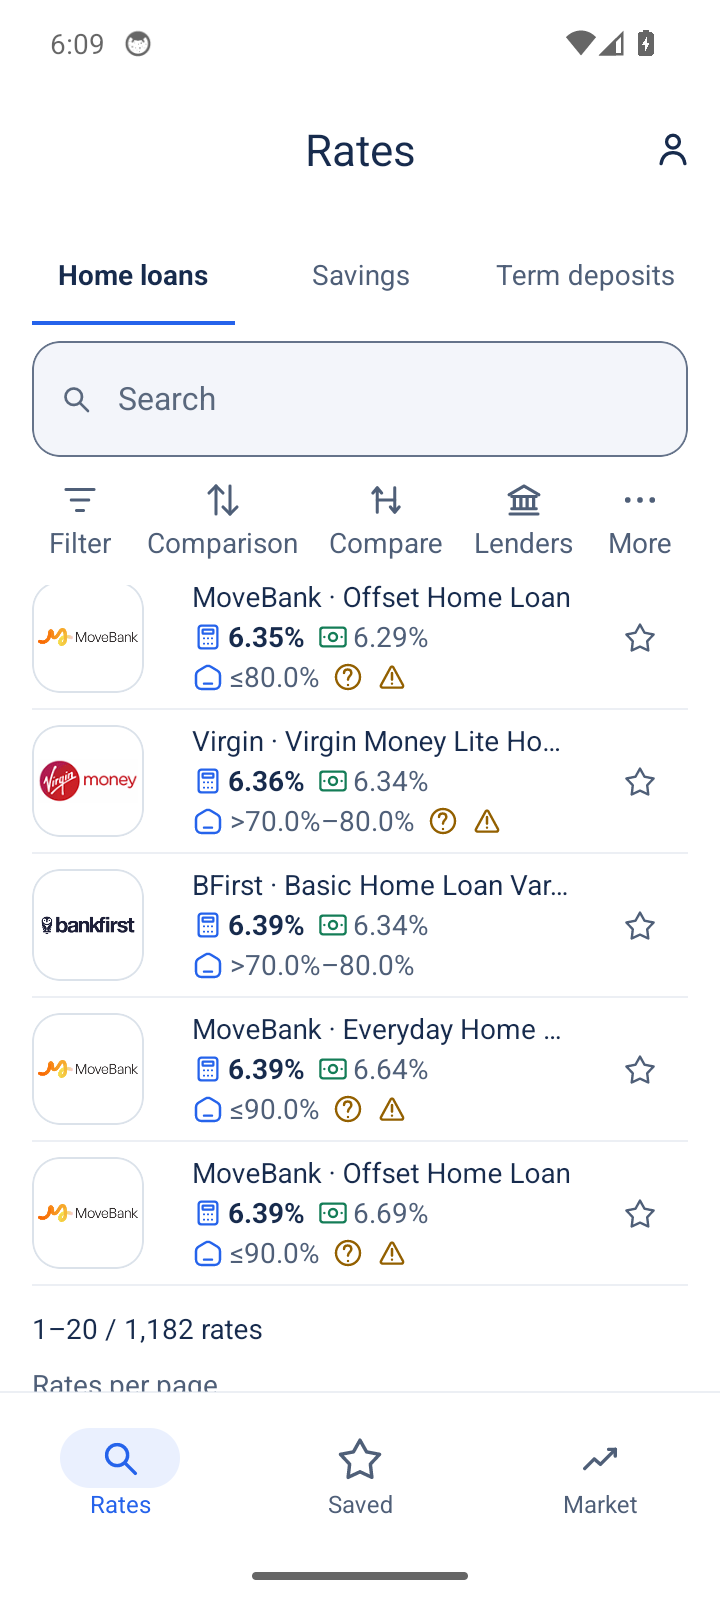 6:09
Rates
Home loans
Savings
Term deposits
Search
Filter
Comparison
Compare
Lenders
More
MoveBank
MoveBank · Offset Home Loan
6.35% 6.29%
≤80.0%
Virgin money
Virgin · Virgin Money Lite Ho...
6.36% 6.34%
>70.0%–80.0%
bankfirst
BFirst · Basic Home Loan Var...
6.39% 6.34%
>70.0%–80.0%
MoveBank
MoveBank · Everyday Home ...
6.39% 6.64%
≤90.0%
MoveBank
MoveBank · Offset Home Loan
6.39% 6.69%
≤90.0%
1–20 / 1,182 rates
Rates per page
Rates
Saved
Market